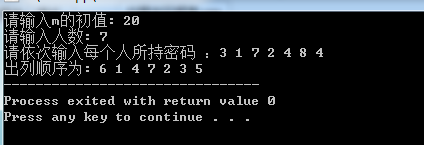 请输入m的初值: 20
请输入人数: 7
请依次输入每个人所持密码 : 3 1 7 2 4 8 4
出列顺序为: 6 1 4 7 2 3 5
--------------------------------
Process exited with return value 0
Press any key to continue . . .